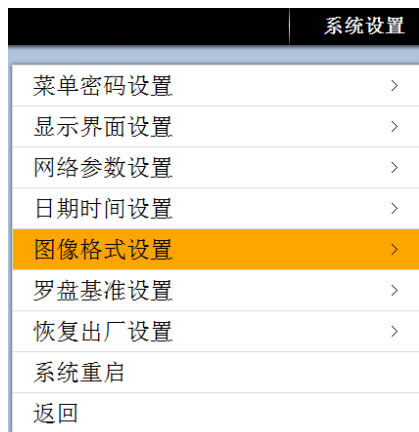 系统设置
菜单密码设置
显示界面设置
网络参数设置
日期时间设置
图像格式设置
罗盘基准设置
恢复出厂设置
系统重启
返回